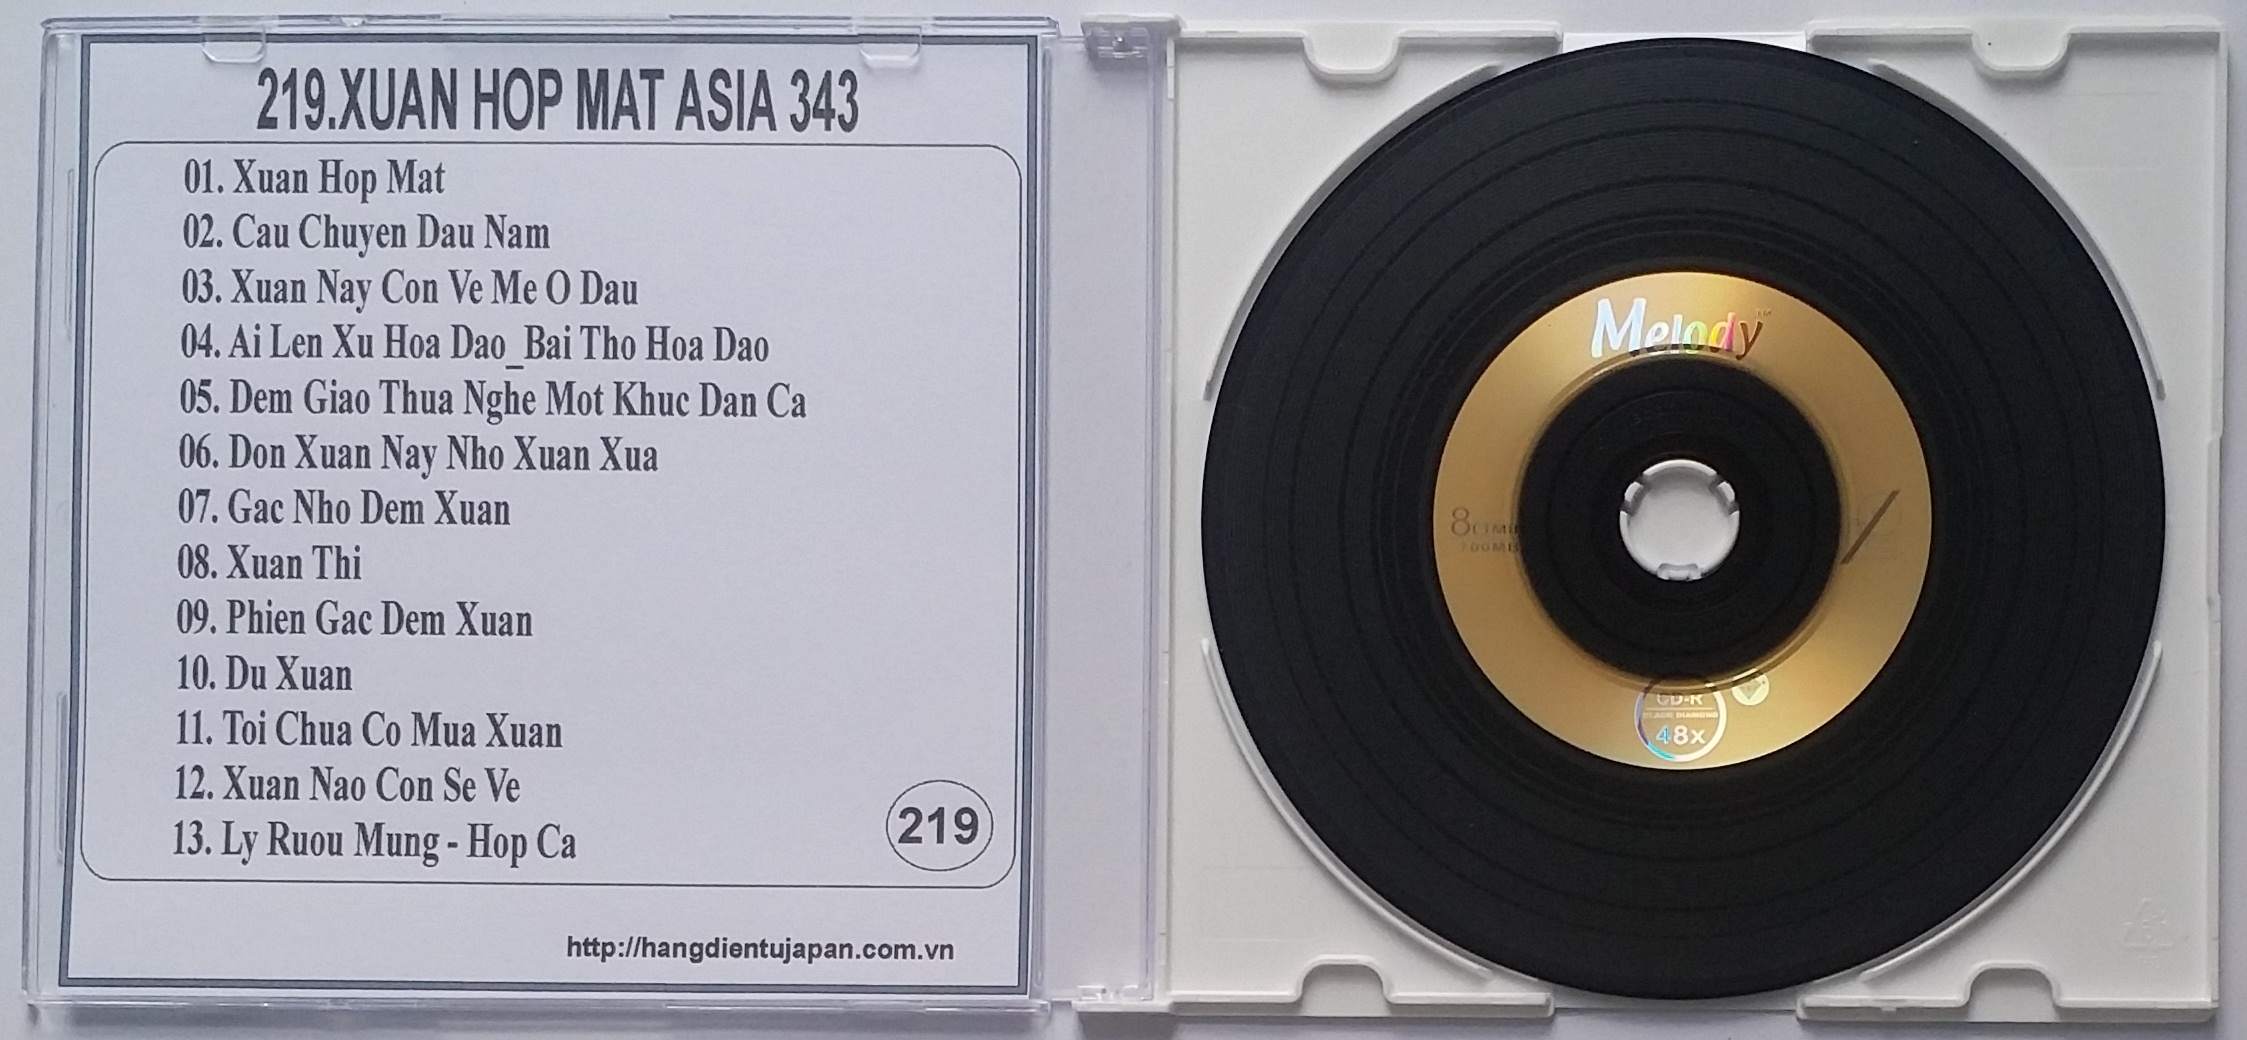 219.XUAN HOP MAT ASIA 343
01. Xuan Hop Mat
02. Cau Chuyen Dau Nam
03. Xuan Nay Con Ve Me O Dau
04. Ai Len Xu Hoa Dao_Bai Tho Hoa Dao
05. Dem Giao Thua Nghe Mot Khuc Dan Ca
06. Don Xuan Nay Nho Xuan Xua
07. Gac Nho Dem Xuan
08. Xuan Thi
09. Phien Gac Dem Xuan
10. Du Xuan
11. Toi Chua Co Mua Xuan
12. Xuan Nao Con Se Ve
13. Ly Ruou Mung - Hop Ca
219
http://hangdientujapan.com.vn
Melody™
CD-R
BLACK DIAMOND
48x